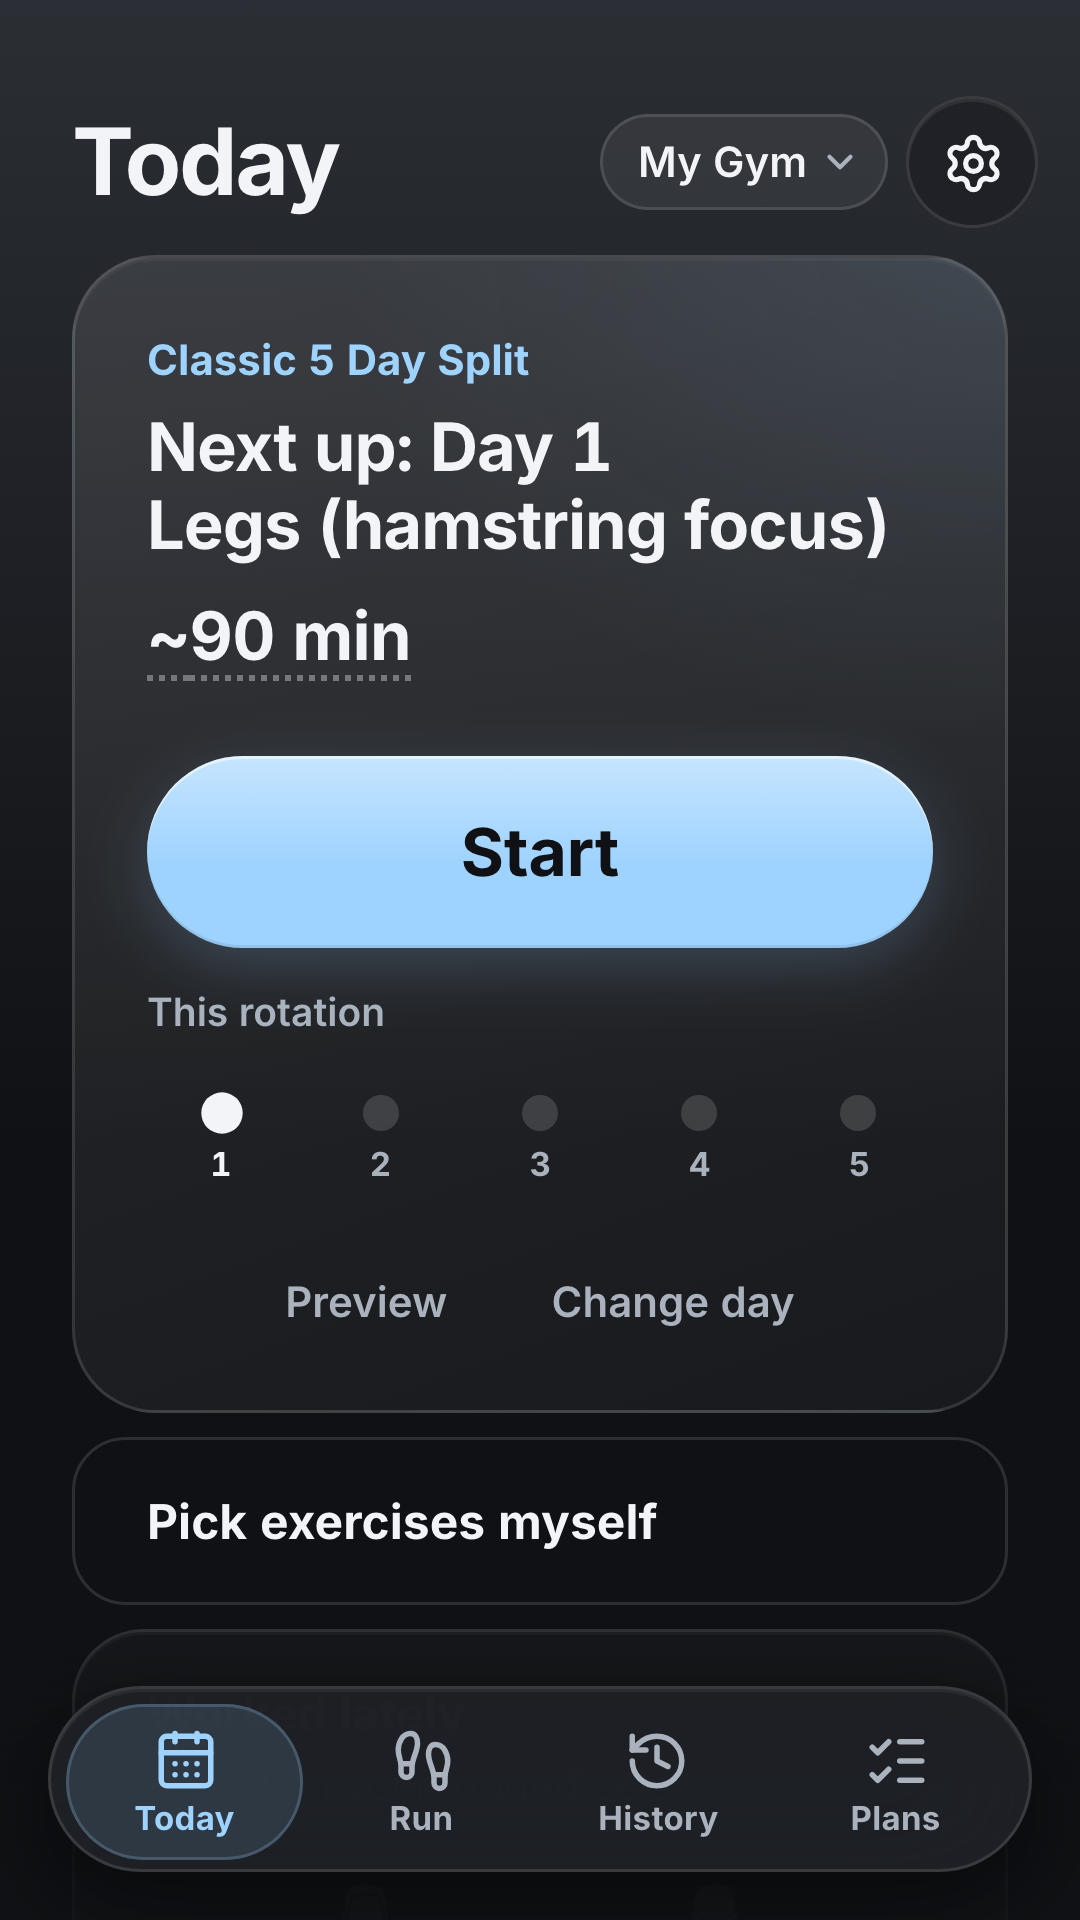 Today
My Gym
Classic 5 Day Split
Next up: Day 1
Legs (hamstring focus)
~90 min
Start
This rotation
1 2 3 4 5
Preview Change day
Pick exercises myself
Today Run History Plans